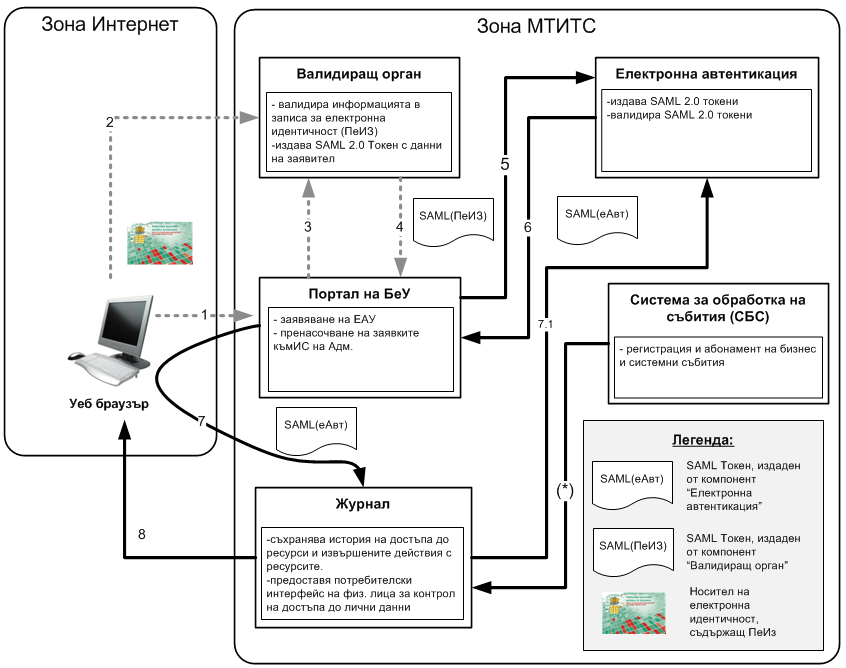 Зона Интернет
Зона МТИТС
Валидиращ орган
- валидира информацията в
записа за електронна
идентичност (ПеИЗ)
-издава SAML 2.0 Токен с данни
на заявител
Електронна автентикация
-издава SAML 2.0 токени
-валидира SAML 2.0 токени
2
5
3
4
6
SAML(ПеИЗ)
SAML(еАвт)
Портал на БеУ
- заявяване на ЕАУ
- пренасочване на заявките
къмИС на Адм.
1
7.1
Система за обработка на
събития (СБС)
- регистрация и абонамент на бизнес
и системни събития
Уеб браузър
7
SAML(еАвт)
(*)
8
Журнал
-съхранява история на достъпа до
ресурси и извършените действия с
ресурсите.
-предоставя потребителски
интерфейс на физ. лица за контрол
на достъпа до лични данни
Легенда:
SAML(еАвт)
SAML Токен, издаден
от компонент
“Електронна
автентикация”
SAML(ПеИЗ)
SAML Токен, издаден
от компонент
“Валидиращ орган”
Носител на
електронна
идентичност,
съдържащ ПеИз